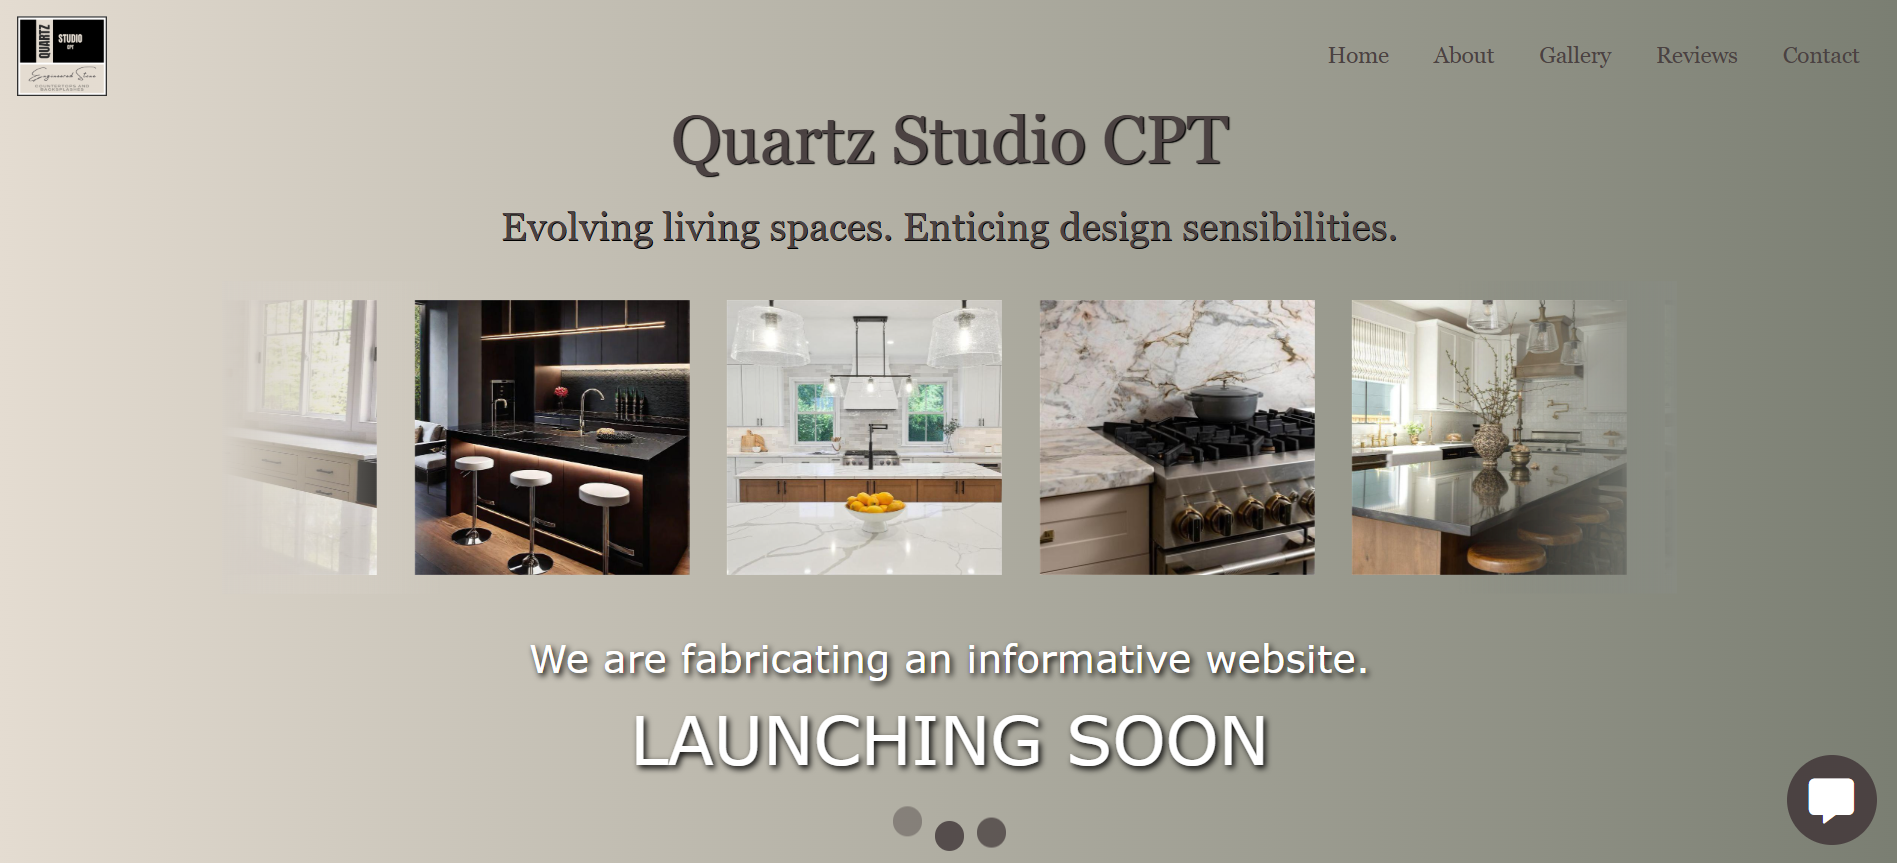 QUARTZ
STUDIO
CPT
Engineered Stone
COUNTERTOPS AND
BACKSPLASHES
Home About Gallery Reviews Contact
Quartz Studio CPT
Evolving living spaces. Enticing design sensibilities.
We are fabricating an informative website.
LAUNCHING SOON